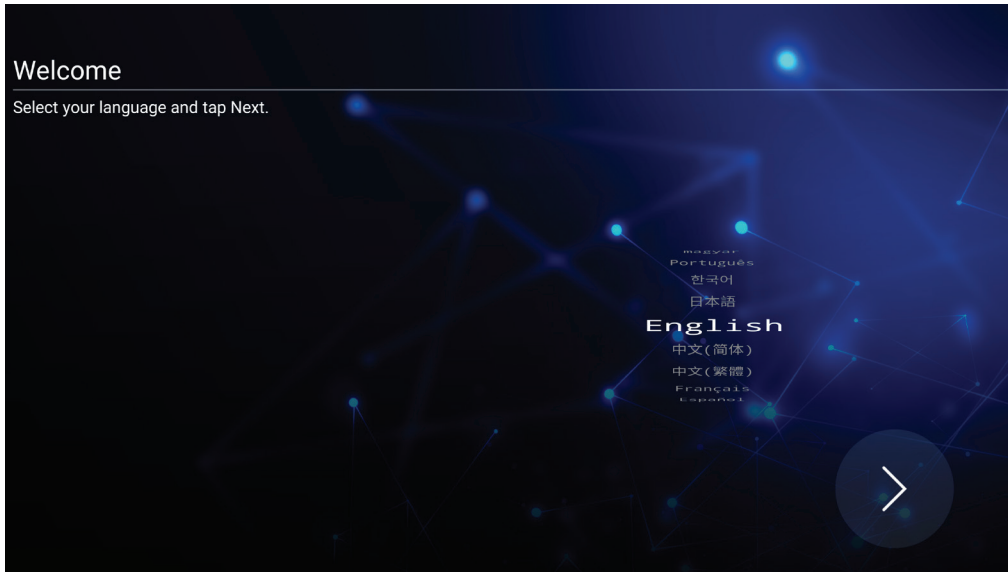 Welcome
Select your language and tap Next.
magyar
Português
한국어
日本語
English
中文(简体)
中文(繁體)
Français
Español